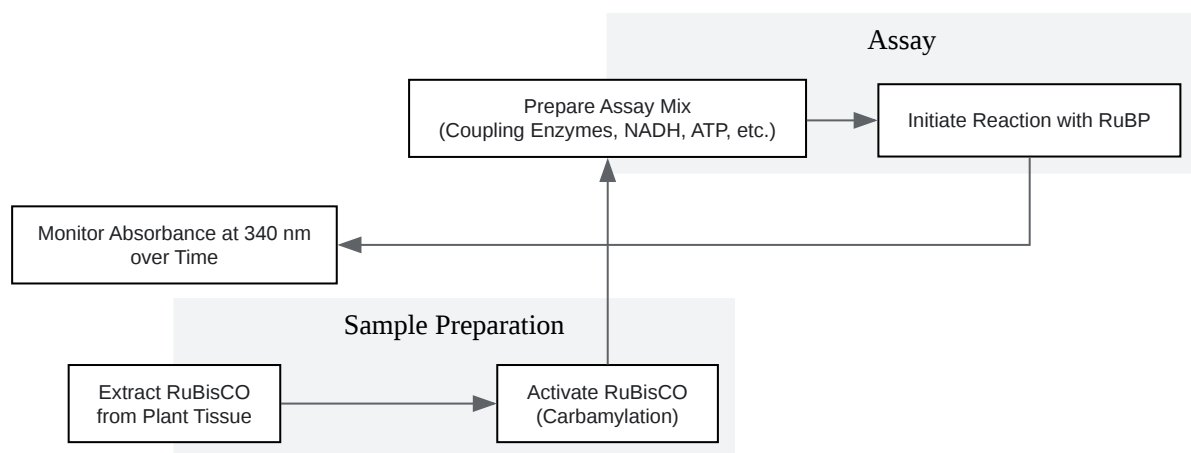 Assay
Prepare Assay Mix
(Coupling Enzymes, NADH, ATP, etc.)
Initiate Reaction with RuBP
Monitor Absorbance at 340 nm
over Time
Sample Preparation
Extract RuBisCO
from Plant Tissue
Activate RuBisCO
(Carbamylation)